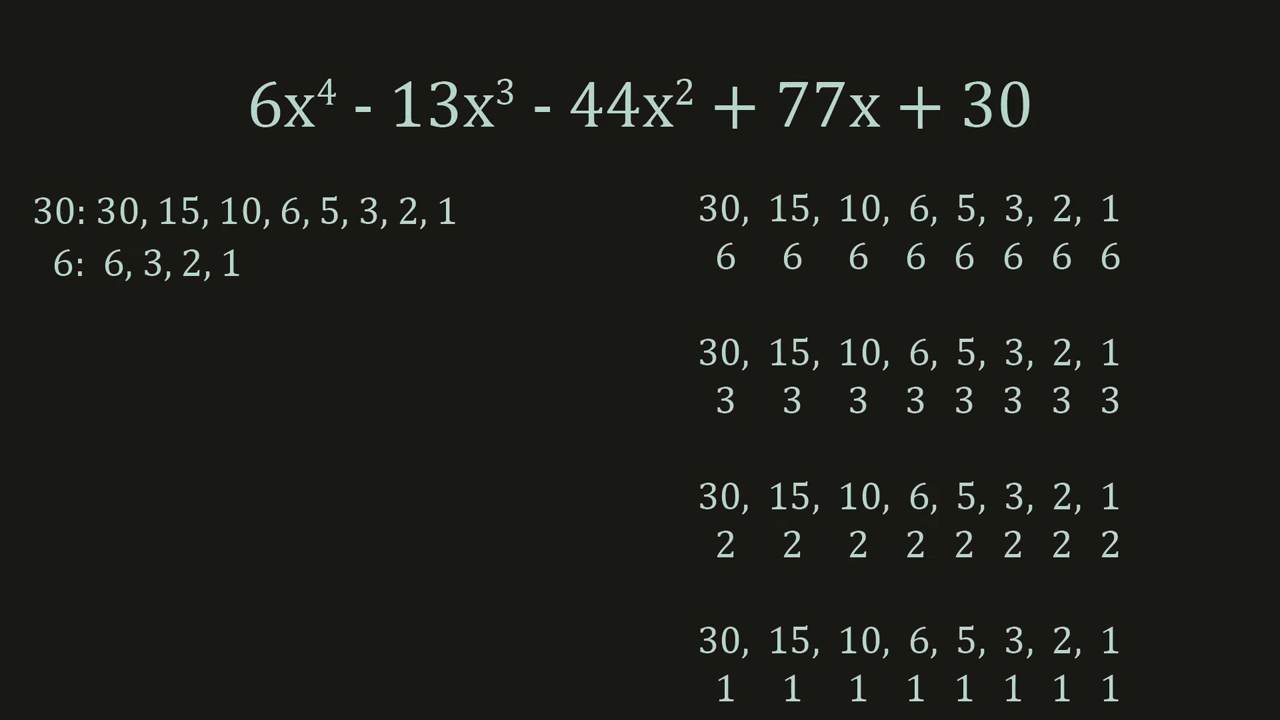 6x⁴ - 13x³ - 44x² + 77x + 30
30: 30, 15, 10, 6, 5, 3, 2, 1
6: 6, 3, 2, 1
30, 15, 10, 6, 5, 3, 2, 1
6 6 6 6 6 6 6 6
30, 15, 10, 6, 5, 3, 2, 1
3 3 3 3 3 3 3 3
30, 15, 10, 6, 5, 3, 2, 1
2 2 2 2 2 2 2 2
30, 15, 10, 6, 5, 3, 2, 1
1 1 1 1 1 1 1 1